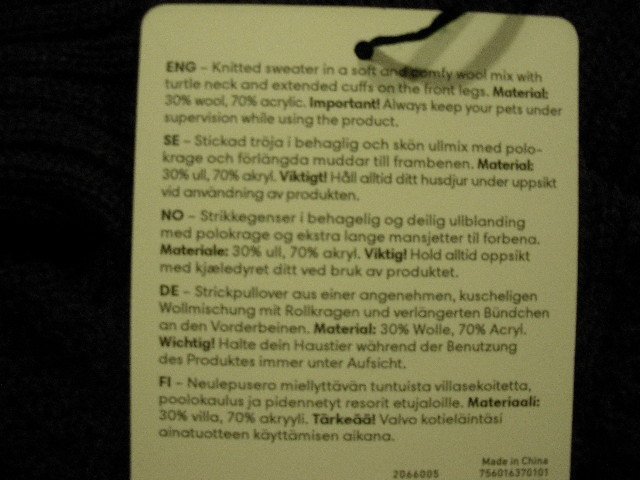 ENG – Knitted sweater in a soft and comfy wool mix with
turtle neck and extended cuffs on the front legs. Material:
30% wool, 70% acrylic. Important! Always keep your pets under
supervision while using the product.
SE – Stickad tröja i behaglig och skön ullmix med polo-
krage och förlängda muddar till frambenen. Material:
30% ull, 70% akryl. Viktigt! Håll alltid ditt husdjur under uppsikt
vid användning av produkten.
NO – Strikkegenser i behagelig og deilig ullblanding
med polokrage og ekstra lange mansjetter til forbena.
Materiale: 30% ull, 70% akryl. Viktig! Hold alltid oppsikt
med kjæledyret ditt ved bruk av produktet.
DE – Strickpullover aus einer angenehmen, kuscheligen
Wollmischung mit Rollkragen und verlängerten Bündchen
an den Vorderbeinen. Material: 30% Wolle, 70% Acryl.
Wichtig! Halte dein Haustier während der Benutzung
des Produktes immer unter Aufsicht.
FI – Neulepusero miellyttävän tuntuista villasekoitetta,
poolokaulus ja pidennetyt resorit etujaloille. Materiaali:
30% villa, 70% akryyli. Tärkeää! Valvo kotieläintäsi
ainatuotteen käyttämisen aikana.
Made in China
2066005 756016370101